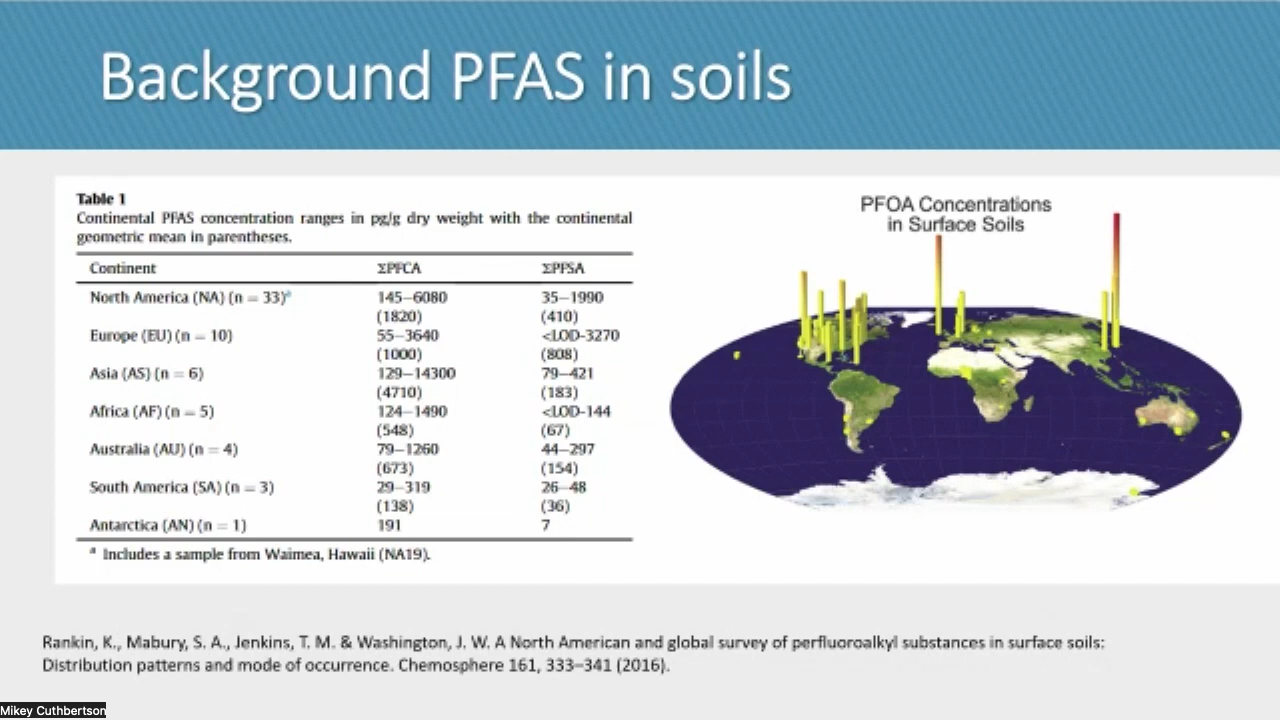 Background PFAS in soils
Table 1
Continental PFAS concentration ranges in pg/g dry weight with the continental
geometric mean in parentheses.
Continent ΣPFCA ΣPFSA
North America (NA) (n = 33)ª 145–6080 35–1990
(1820) (410)
Europe (EU) (n = 10) 55–3640 <LOD-3270
(1000) (808)
Asia (AS) (n = 6) 129–14300 79–421
(4710) (183)
Africa (AF) (n = 5) 124–1490 <LOD-144
(548) (67)
Australia (AU) (n = 4) 79–1260 44–297
(673) (154)
South America (SA) (n = 3) 29–319 26–48
(138) (36)
Antarctica (AN) (n = 1) 191 7
ª Includes a sample from Waimea, Hawaii (NA19).
PFOA Concentrations
in Surface Soils
Rankin, K., Mabury, S. A., Jenkins, T. M. & Washington, J. W. A North American and global survey of perfluoroalkyl substances in surface soils:
Distribution patterns and mode of occurrence. Chemosphere 161, 333–341 (2016).
Mikey Cuthbertson